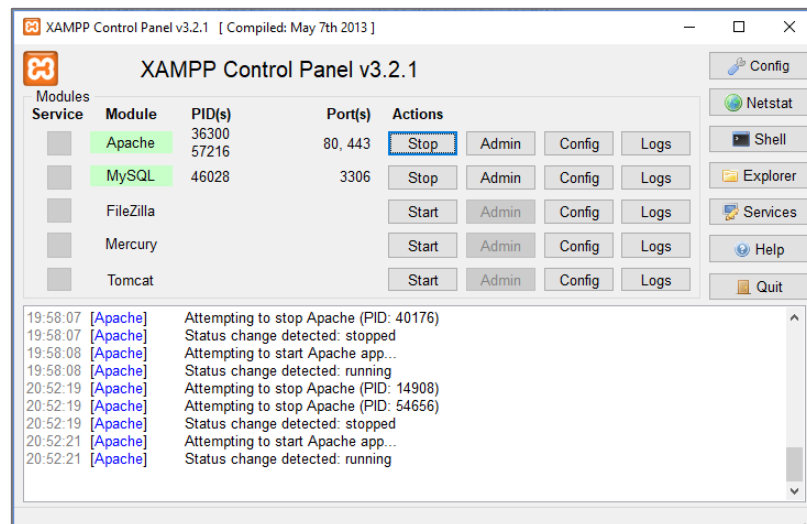 XAMPP Control Panel v3.2.1 [ Compiled: May 7th 2013 ]
XAMPP Control Panel v3.2.1
Config
Modules
Service Module PID(s) Port(s) Actions
Netstat
Apache 36300 57216 80, 443 Stop Admin Config Logs
Shell
MySQL 46028 3306 Stop Admin Config Logs
Explorer
FileZilla Start Admin Config Logs
Services
Mercury Start Admin Config Logs
Help
Tomcat Start Admin Config Logs
Quit
19:58:07 [Apache] Attempting to stop Apache (PID: 40176)
19:58:07 [Apache] Status change detected: stopped
19:58:08 [Apache] Attempting to start Apache app...
19:58:08 [Apache] Status change detected: running
20:52:19 [Apache] Attempting to stop Apache (PID: 14908)
20:52:19 [Apache] Attempting to stop Apache (PID: 54656)
20:52:19 [Apache] Status change detected: stopped
20:52:21 [Apache] Attempting to start Apache app...
20:52:21 [Apache] Status change detected: running